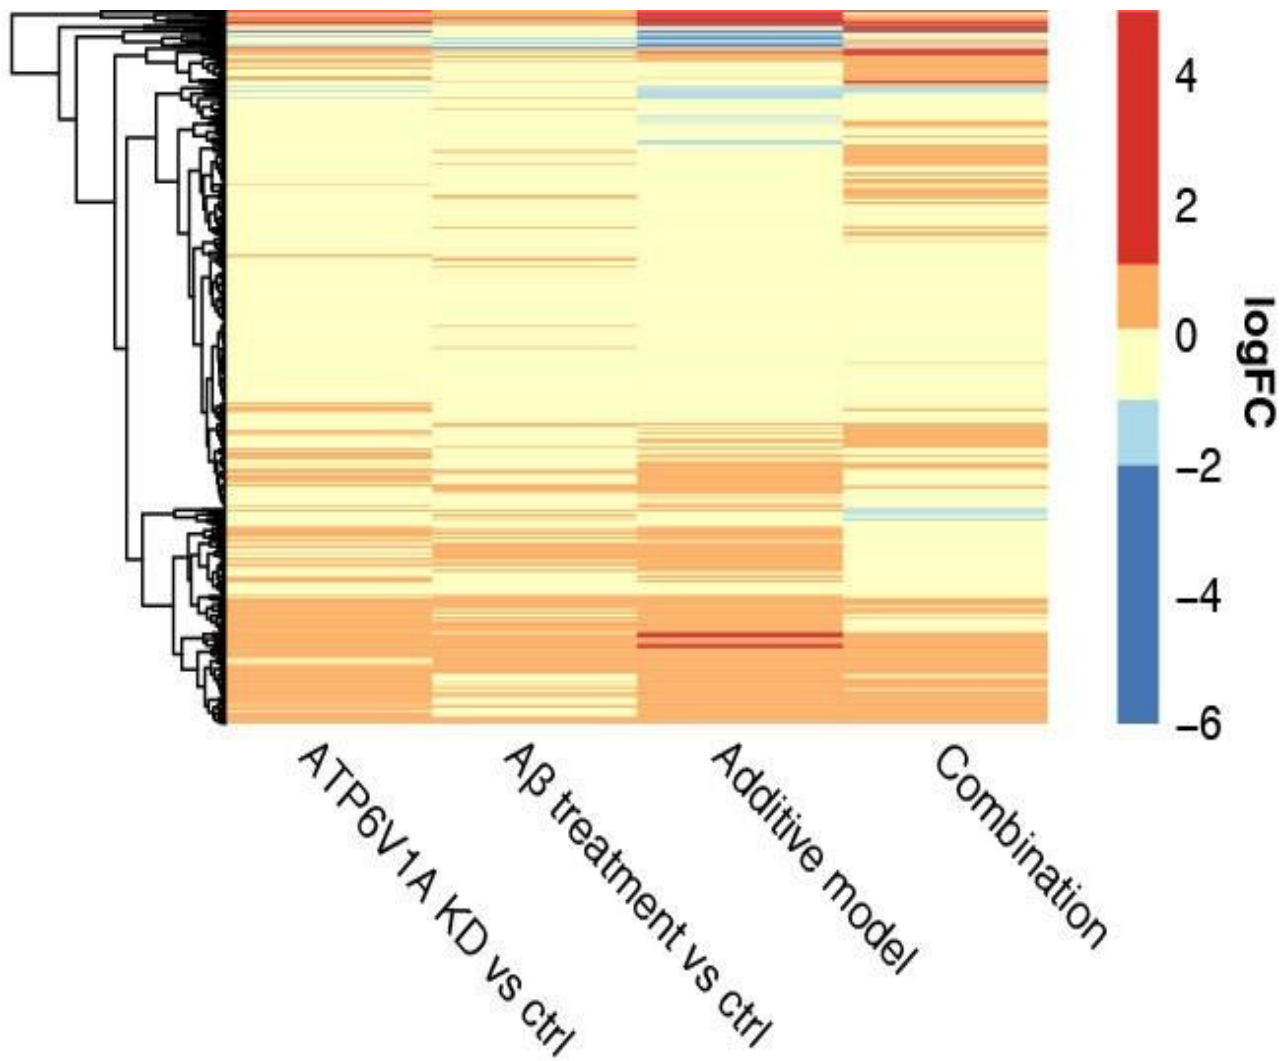 4
2
0
−2
−4
−6
logFC
ATP6V1A KD vs ctrl
Aβ treatment vs ctrl
Additive model
Combination